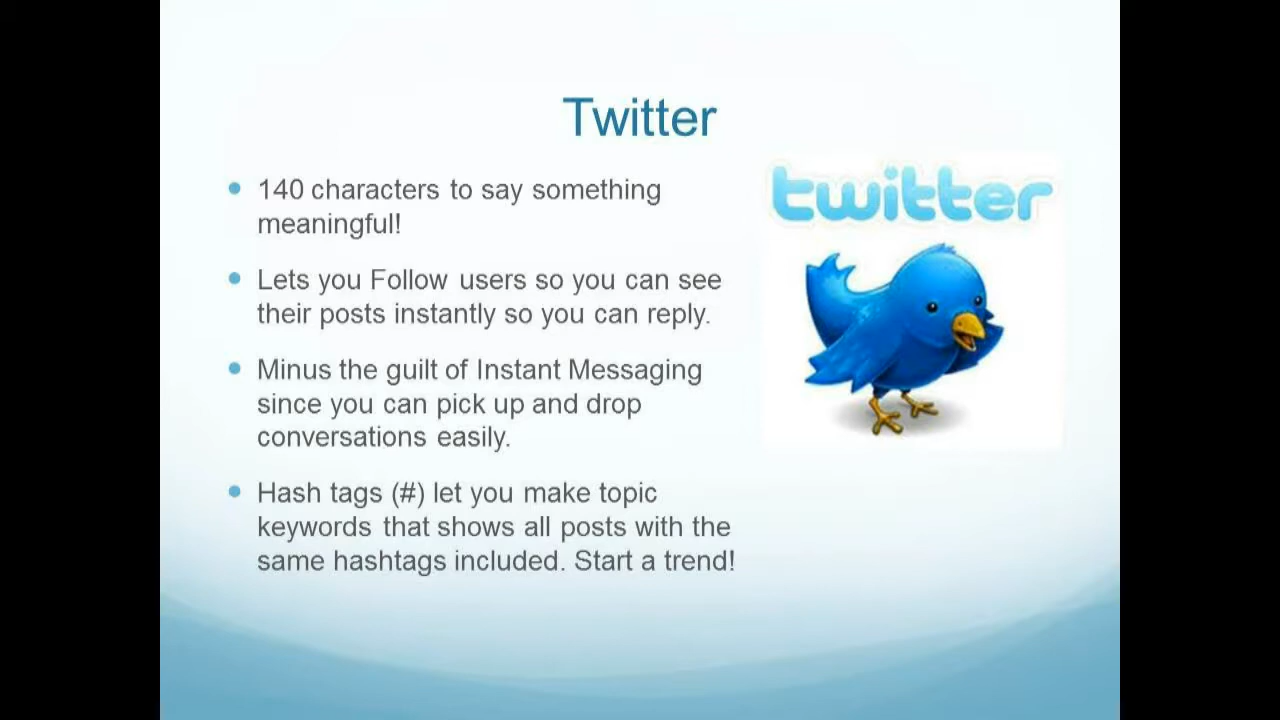 Twitter
140 characters to say something
meaningful!
Lets you Follow users so you can see
their posts instantly so you can reply.
Minus the guilt of Instant Messaging
since you can pick up and drop
conversations easily.
Hash tags (#) let you make topic
keywords that shows all posts with the
same hashtags included. Start a trend!
twitter